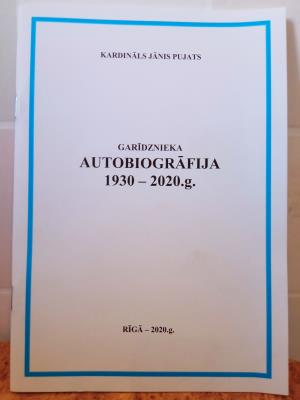 KARDINĀLS JĀNIS PUJATS
GARĪDZNIEKA
AUTOBIOGRĀFIJA
1930 – 2020.g.
RĪGĀ – 2020.g.